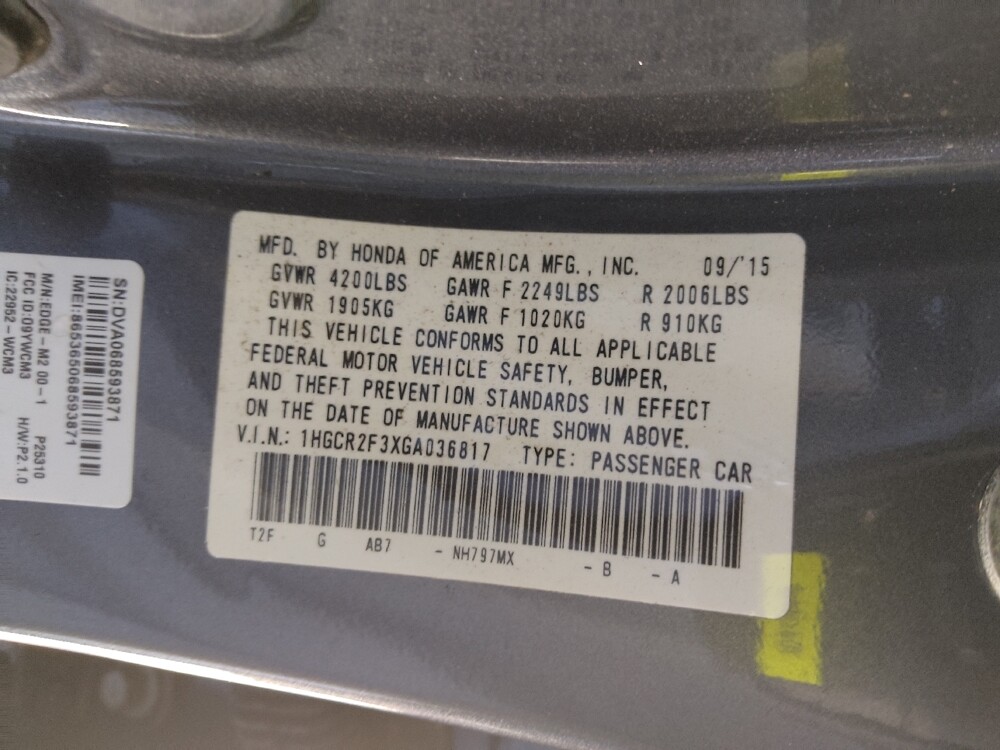 MFD. BY HONDA OF AMERICA MFG., INC. 09/'15
GVWR 4200LBS GAWR F 2249LBS R 2006LBS
GVWR 1905KG GAWR F 1020KG R 910KG
THIS VEHICLE CONFORMS TO ALL APPLICABLE
FEDERAL MOTOR VEHICLE SAFETY, BUMPER,
AND THEFT PREVENTION STANDARDS IN EFFECT
ON THE DATE OF MANUFACTURE SHOWN ABOVE.
V.I.N.: 1HGCR2F3XGA036817 TYPE: PASSENGER CAR
T2F G AB7 - NH797MX - B - A
SN:DVA068593871
IMEI:865365068593871
M/N:EDGE-M2 00-1 P25310
FCC ID:09YWCM3 H/W:P2.1.0
IC:22952-WCM3